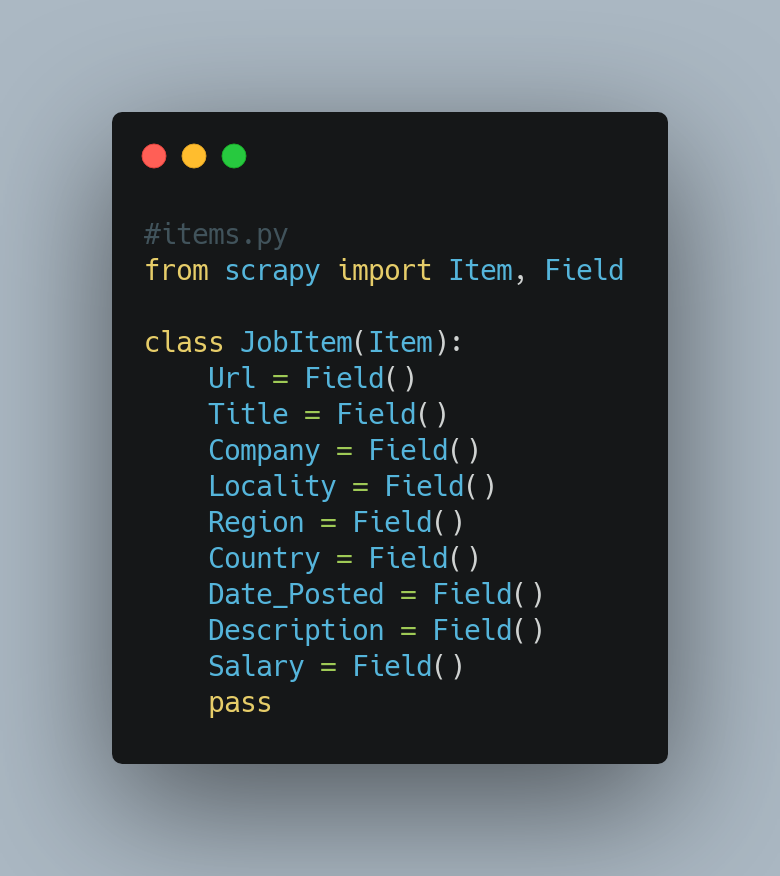 #items.py
from scrapy import Item, Field

class JobItem(Item):
    Url = Field()
    Title = Field()
    Company = Field()
    Locality = Field()
    Region = Field()
    Country = Field()
    Date_Posted = Field()
    Description = Field()
    Salary = Field()
    pass